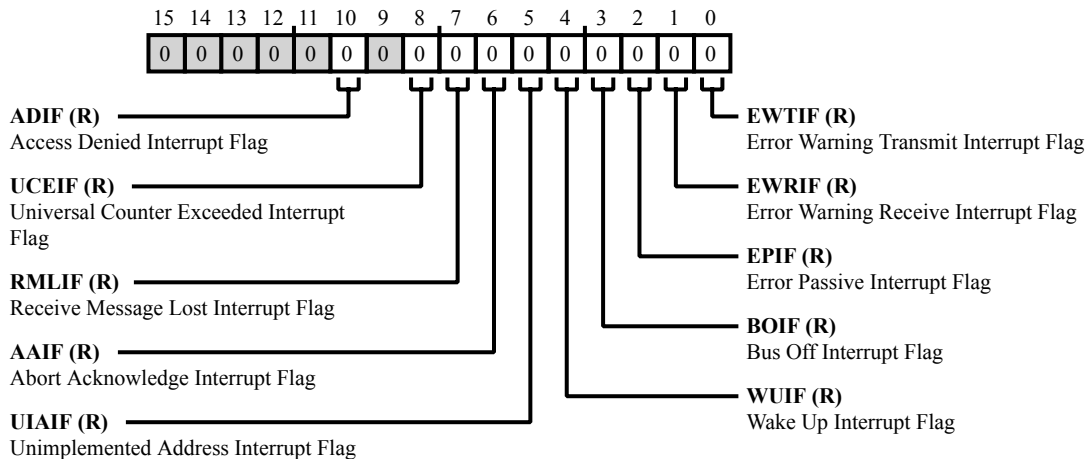 15 14 13 12 11 10 9 8 7 6 5 4 3 2 1 0
0 0 0 0 0 0 0 0 0 0 0 0 0 0 0 0
ADIF (R)
Access Denied Interrupt Flag
UCEIF (R)
Universal Counter Exceeded Interrupt
Flag
RMLIF (R)
Receive Message Lost Interrupt Flag
AAIF (R)
Abort Acknowledge Interrupt Flag
UIAIF (R)
Unimplemented Address Interrupt Flag
EWTIF (R)
Error Warning Transmit Interrupt Flag
EWRIF (R)
Error Warning Receive Interrupt Flag
EPIF (R)
Error Passive Interrupt Flag
BOIF (R)
Bus Off Interrupt Flag
WUIF (R)
Wake Up Interrupt Flag